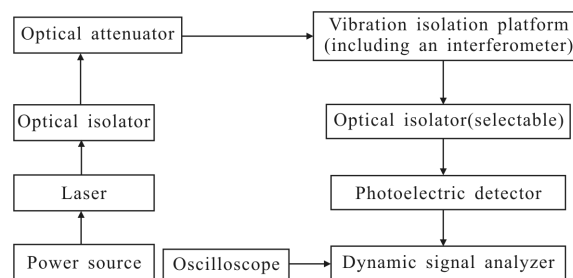 Optical attenuator
Vibration isolation platform
(including an interferometer)
Optical isolator
Optical isolator(selectable)
Laser
Photoelectric detector
Power source
Oscilloscope
Dynamic signal analyzer